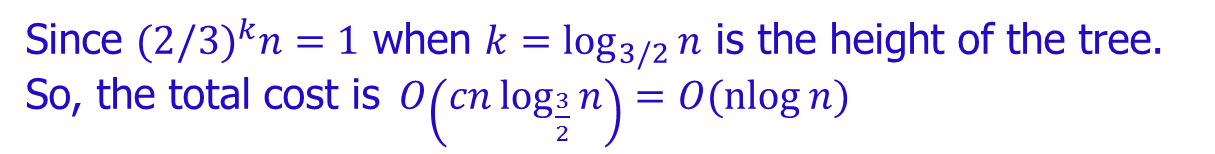 Since (2/3)^k n = 1 when k = log_{3/2} n is the height of the tree.
So, the total cost is O(cn log_{\frac{3}{2}} n) = O(nlog n)